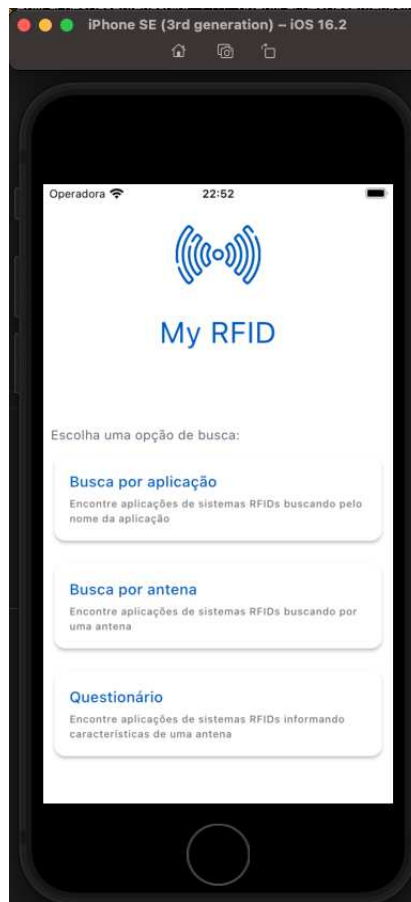 iPhone SE (3rd generation) – iOS 16.2
Operadora
22:52
My RFID
Escolha uma opção de busca:
Busca por aplicação
Encontre aplicações de sistemas RFIDs buscando pelo
nome da aplicação
Busca por antena
Encontre aplicações de sistemas RFIDs buscando por
uma antena
Questionário
Encontre aplicações de sistemas RFIDs informando
características de uma antena